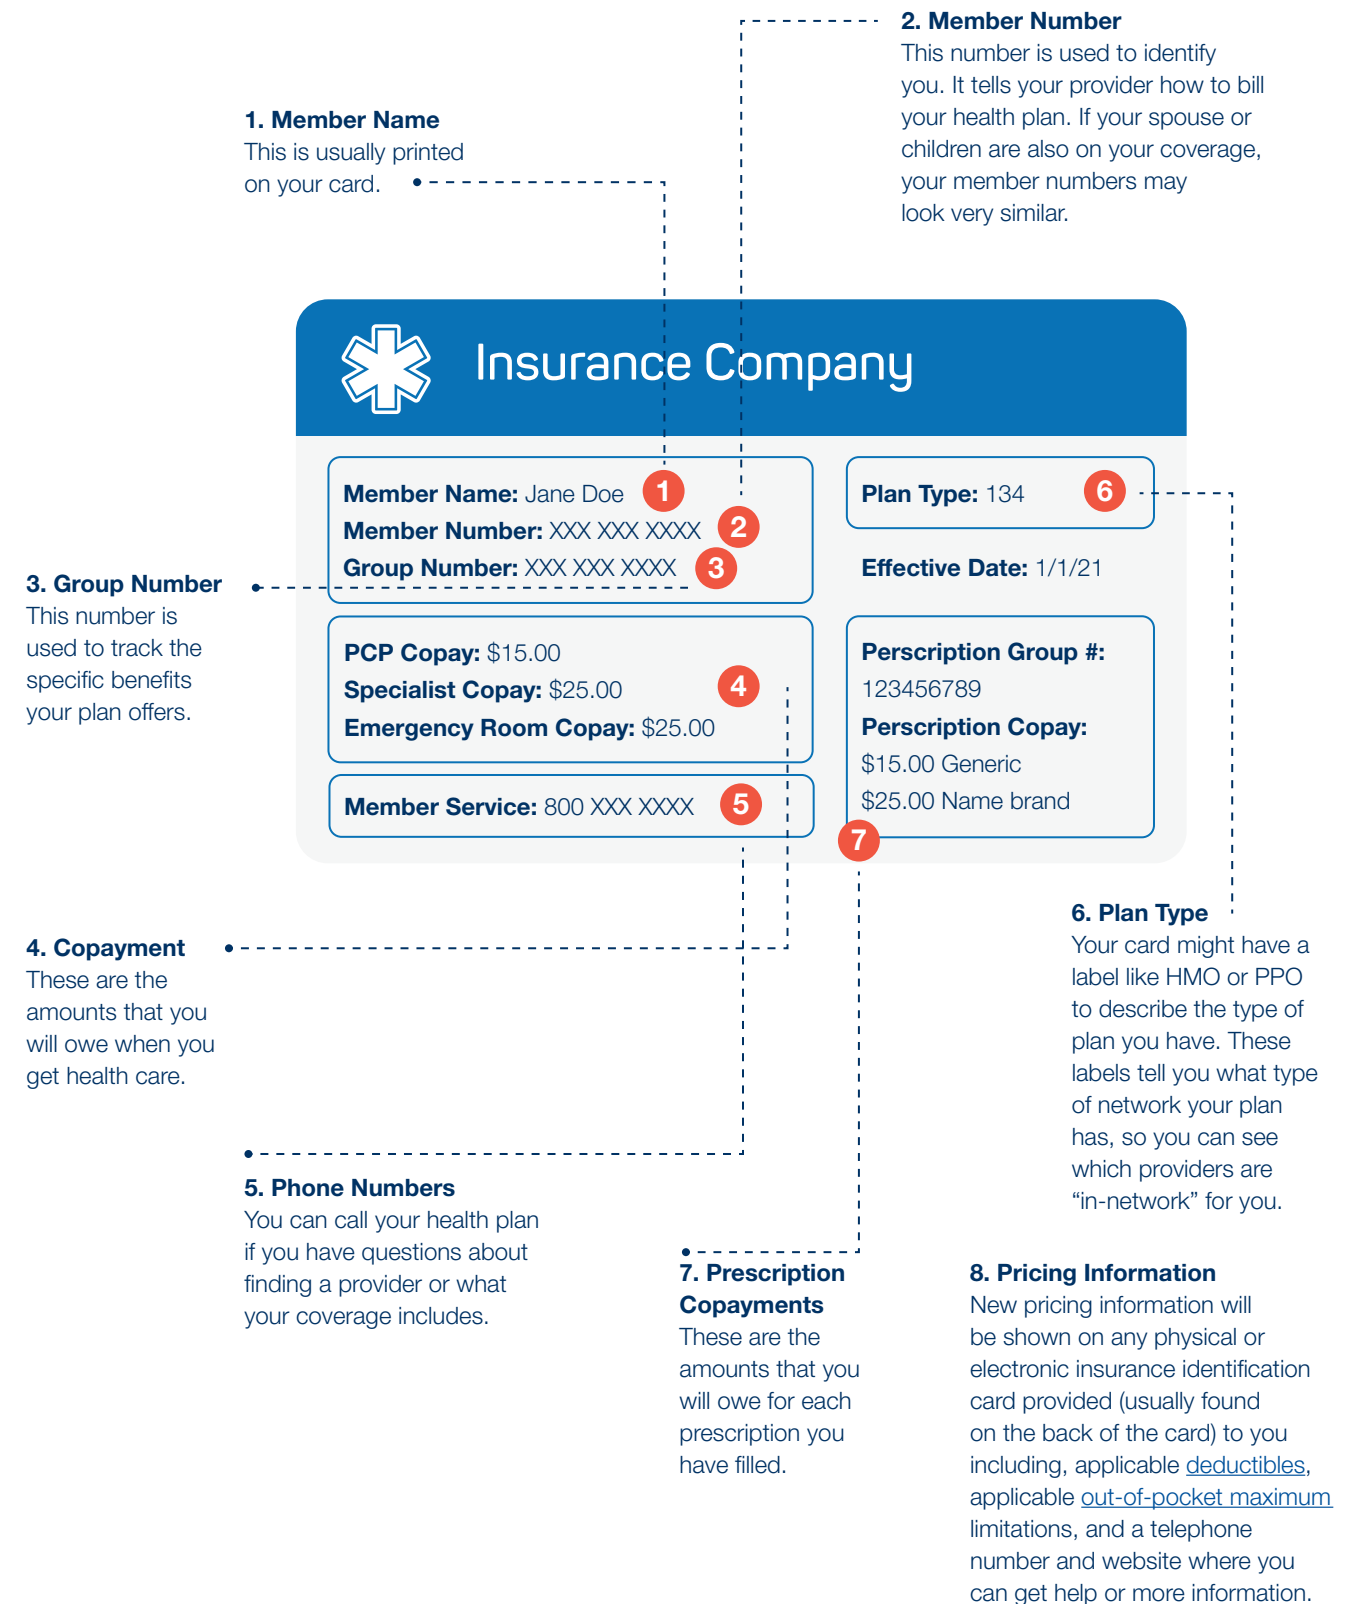 2. Member Number
This number is used to identify
you. It tells your provider how to bill
your health plan. If your spouse or
children are also on your coverage,
your member numbers may
look very similar.
1. Member Name
This is usually printed
on your card.
Insurance Company
Member Name: Jane Doe 1
Member Number: XXX XXX XXXX 2
Group Number: XXX XXX XXXX 3
Plan Type: 134 6
Effective Date: 1/1/21
3. Group Number
This number is
used to track the
specific benefits
your plan offers.
PCP Copay: $15.00
Specialist Copay: $25.00 4
Emergency Room Copay: $25.00
Member Service: 800 XXX XXXX 5
Perscription Group #:
123456789
Perscription Copay:
$15.00 Generic
$25.00 Name brand
7
4. Copayment
These are the
amounts that you
will owe when you
get health care.
6. Plan Type
Your card might have a
label like HMO or PPO
to describe the type of
plan you have. These
labels tell you what type
of network your plan
has, so you can see
which providers are
“in-network” for you.
5. Phone Numbers
You can call your health plan
if you have questions about
finding a provider or what
your coverage includes.
7. Prescription
Copayments
These are the
amounts that you
will owe for each
prescription you
have filled.
8. Pricing Information
New pricing information will
be shown on any physical or
electronic insurance identification
card provided (usually found
on the back of the card) to you
including, applicable deductibles,
applicable out-of-pocket maximum
limitations, and a telephone
number and website where you
can get help or more information.